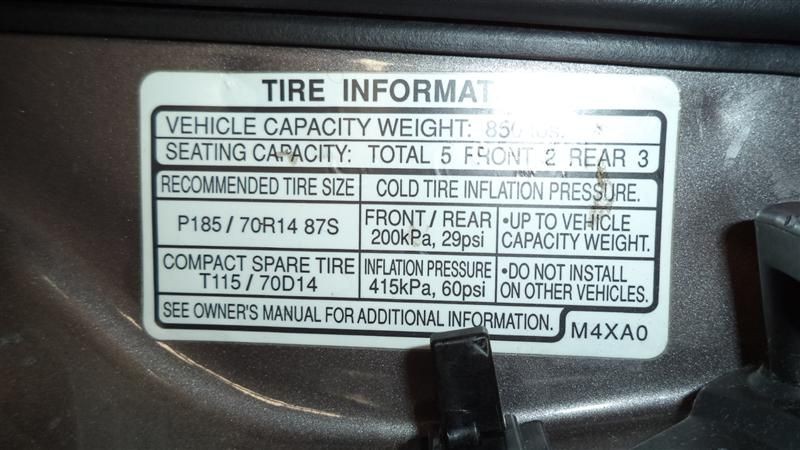 TIRE INFORMAT
VEHICLE CAPACITY WEIGHT: 850 lbs.
SEATING CAPACITY: TOTAL 5 FRONT 2 REAR 3
RECOMMENDED TIRE SIZE
COLD TIRE INFLATION PRESSURE.
P185 / 70R14 87S
FRONT / REAR
200kPa, 29psi
•UP TO VEHICLE
CAPACITY WEIGHT.
COMPACT SPARE TIRE
T115 / 70D14
INFLATION PRESSURE
415kPa, 60psi
•DO NOT INSTALL
ON OTHER VEHICLES.
SEE OWNER'S MANUAL FOR ADDITIONAL INFORMATION.
M4XA0